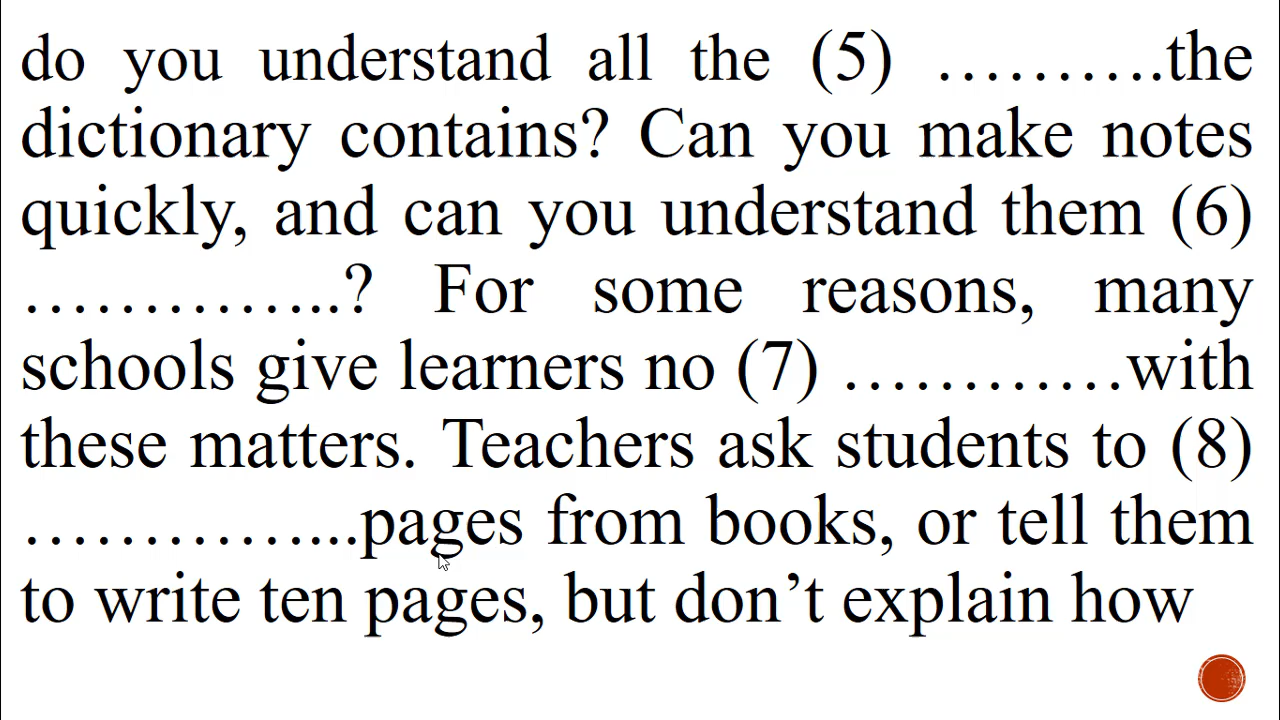 do you understand all the (5) ……….the
dictionary contains? Can you make notes
quickly, and can you understand them (6)
…………..? For some reasons, many
schools give learners no (7) …………with
these matters. Teachers ask students to (8)
…………...pages from books, or tell them
to write ten pages, but don’t explain how